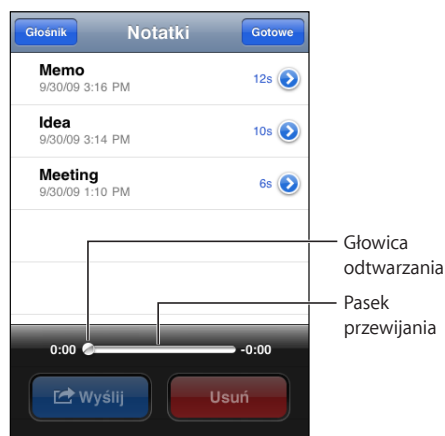 Głośnik Notatki Gotowe
Memo
9/30/09 3:16 PM
12s
Idea
9/30/09 3:14 PM
10s
Meeting
9/30/09 1:10 PM
6s
Głowica
odtwarzania
Pasek
przewijania
0:00 -0:00
Wyślij Usuń